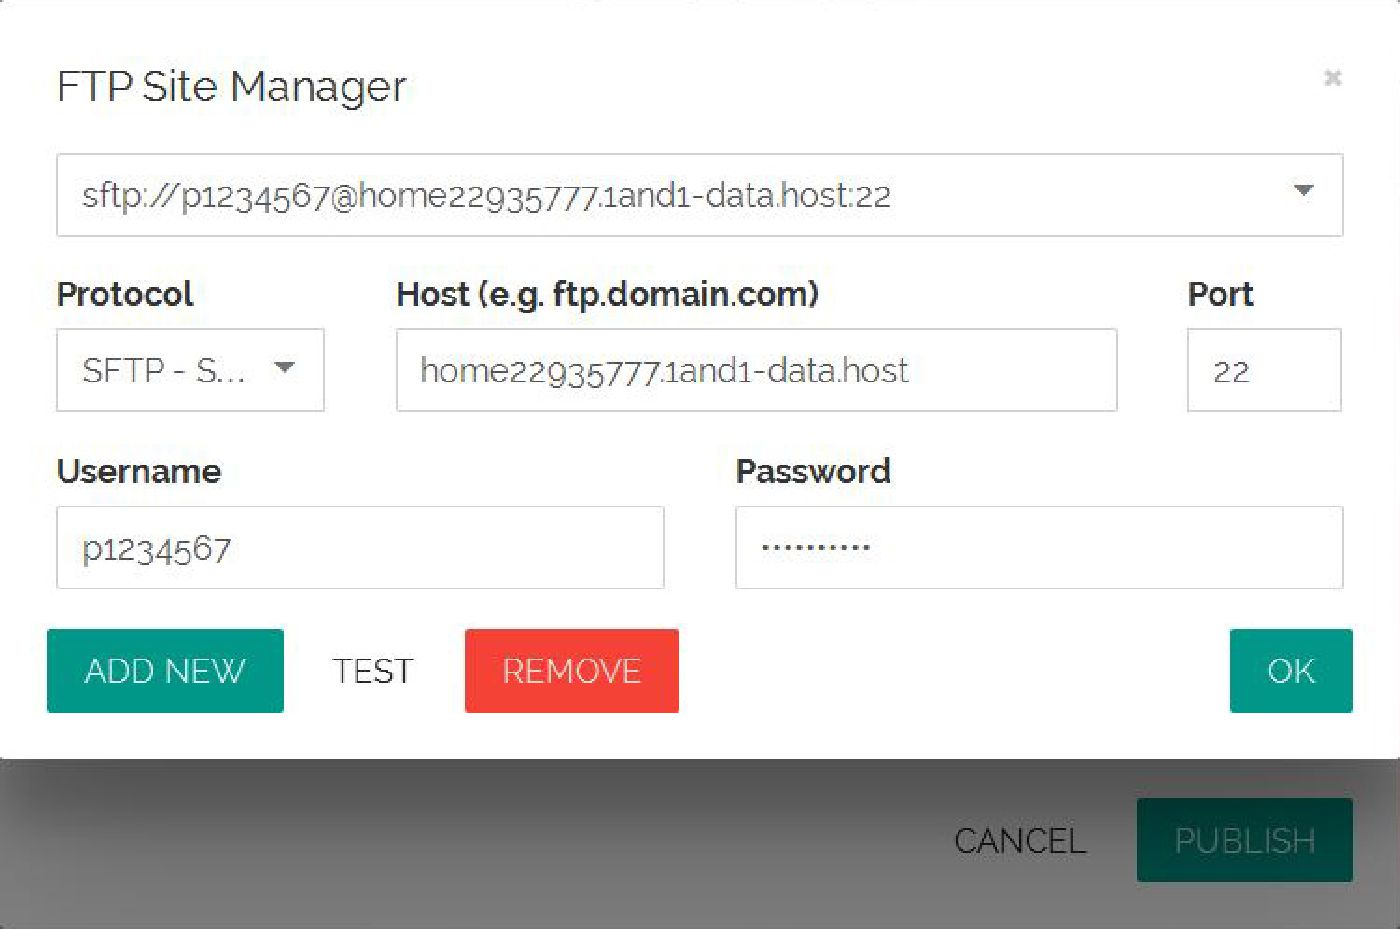 FTP Site Manager
sftp://p1234567@home22935777.1and1-data.host:22
Protocol Host (e.g. ftp.domain.com) Port
SFTP - S... home22935777.1and1-data.host 22
Username Password
p1234567 ••••••••••
ADD NEW TEST REMOVE OK
CANCEL PUBLISH